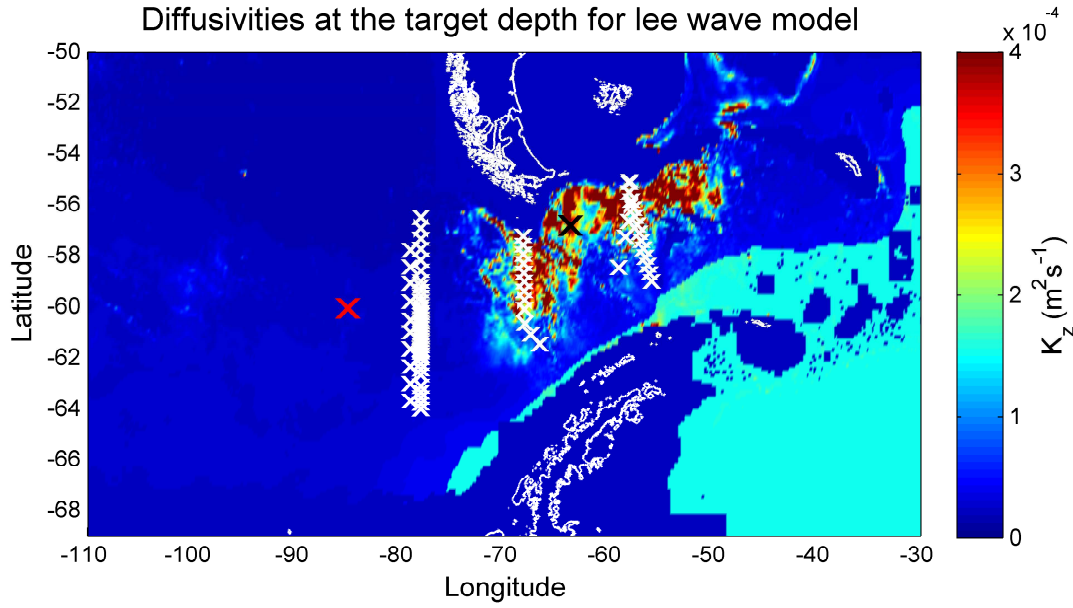 Diffusivities at the target depth for lee wave model
x 10⁻⁴
-50
-52
-54
-56
-58
-60
-62
-64
-66
-68
Latitude
-110 -100 -90 -80 -70 -60 -50 -40 -30
Longitude
4
3
2
1
0
K_z (m²s⁻¹)